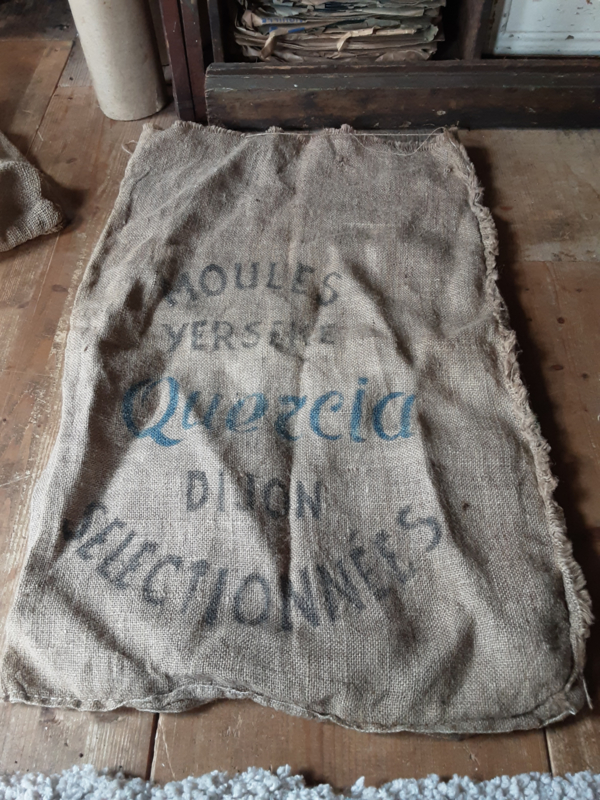 MOULES
YERSEKE
Quercia
DIJON
SELECTIONNÉES